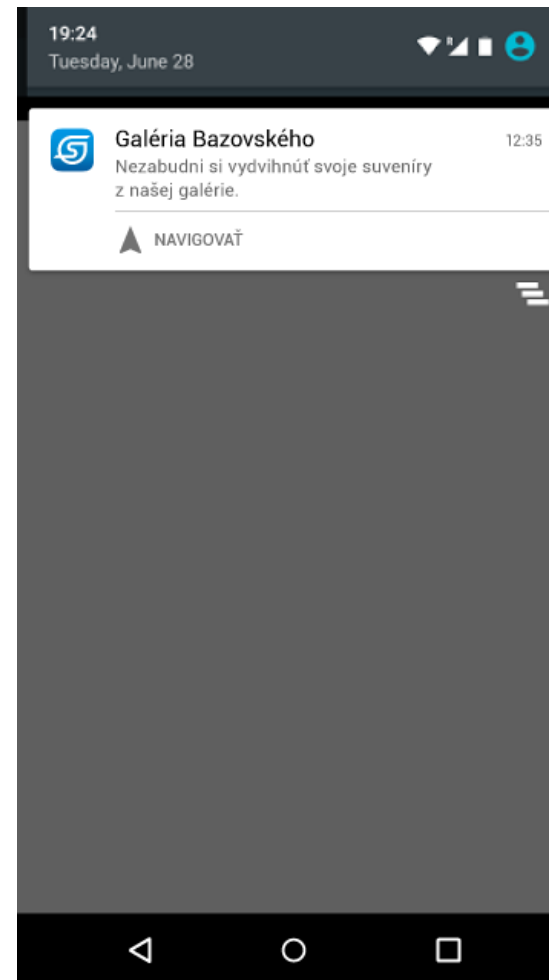 19:24
Tuesday, June 28
R
Galéria Bazovského 12:35
Nezabudni si vydvihnúť svoje suveníry
z našej galérie.
NAVIGOVAŤ